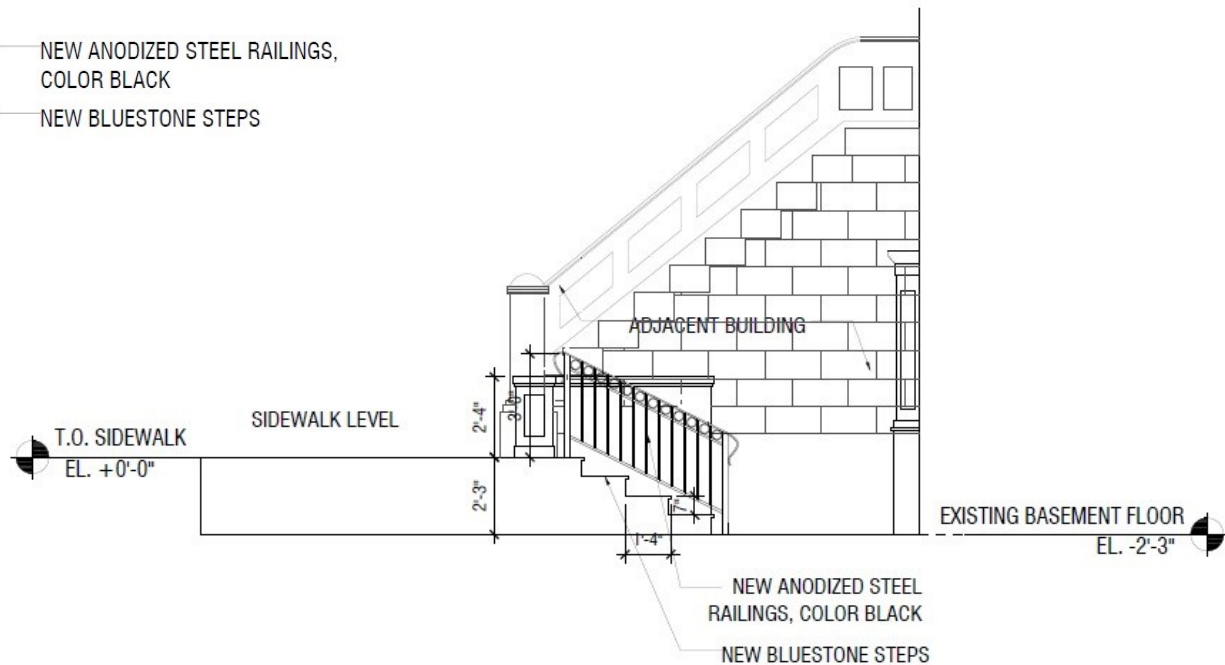 NEW ANODIZED STEEL RAILINGS,
COLOR BLACK
NEW BLUESTONE STEPS
ADJACENT BUILDING
3'-0"
2'-4"
SIDEWALK LEVEL
T.O. SIDEWALK
EL. +0'-0"
2'-3"
7"
1'-4"
EXISTING BASEMENT FLOOR
EL. -2'-3"
NEW ANODIZED STEEL
RAILINGS, COLOR BLACK
NEW BLUESTONE STEPS